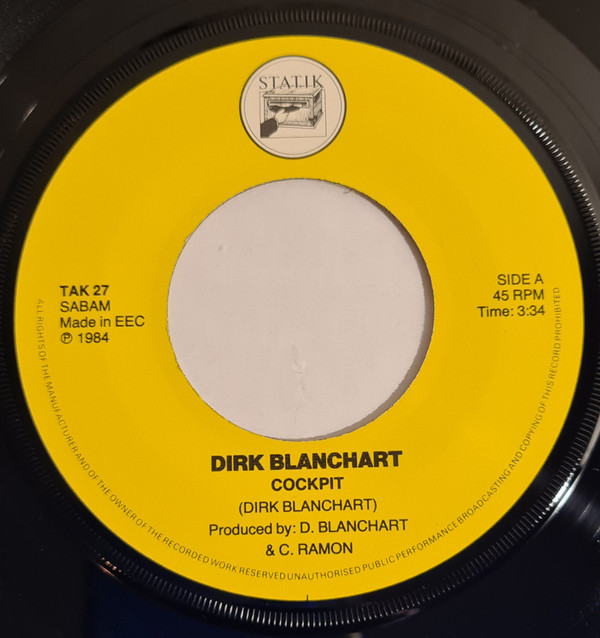 STATIK
TAK 27
SABAM
Made in EEC
℗ 1984
SIDE A
45 RPM
Time: 3:34
DIRK BLANCHART
COCKPIT
(DIRK BLANCHART)
Produced by: D. BLANCHART
& C. RAMON
ALL RIGHTS OF THE MANUFACTURER AND OF THE OWNER OF THE RECORDED WORK RESERVED UNAUTHORISED PUBLIC PERFORMANCE BROADCASTING AND COPYING OF THIS RECORD PROHIBITED